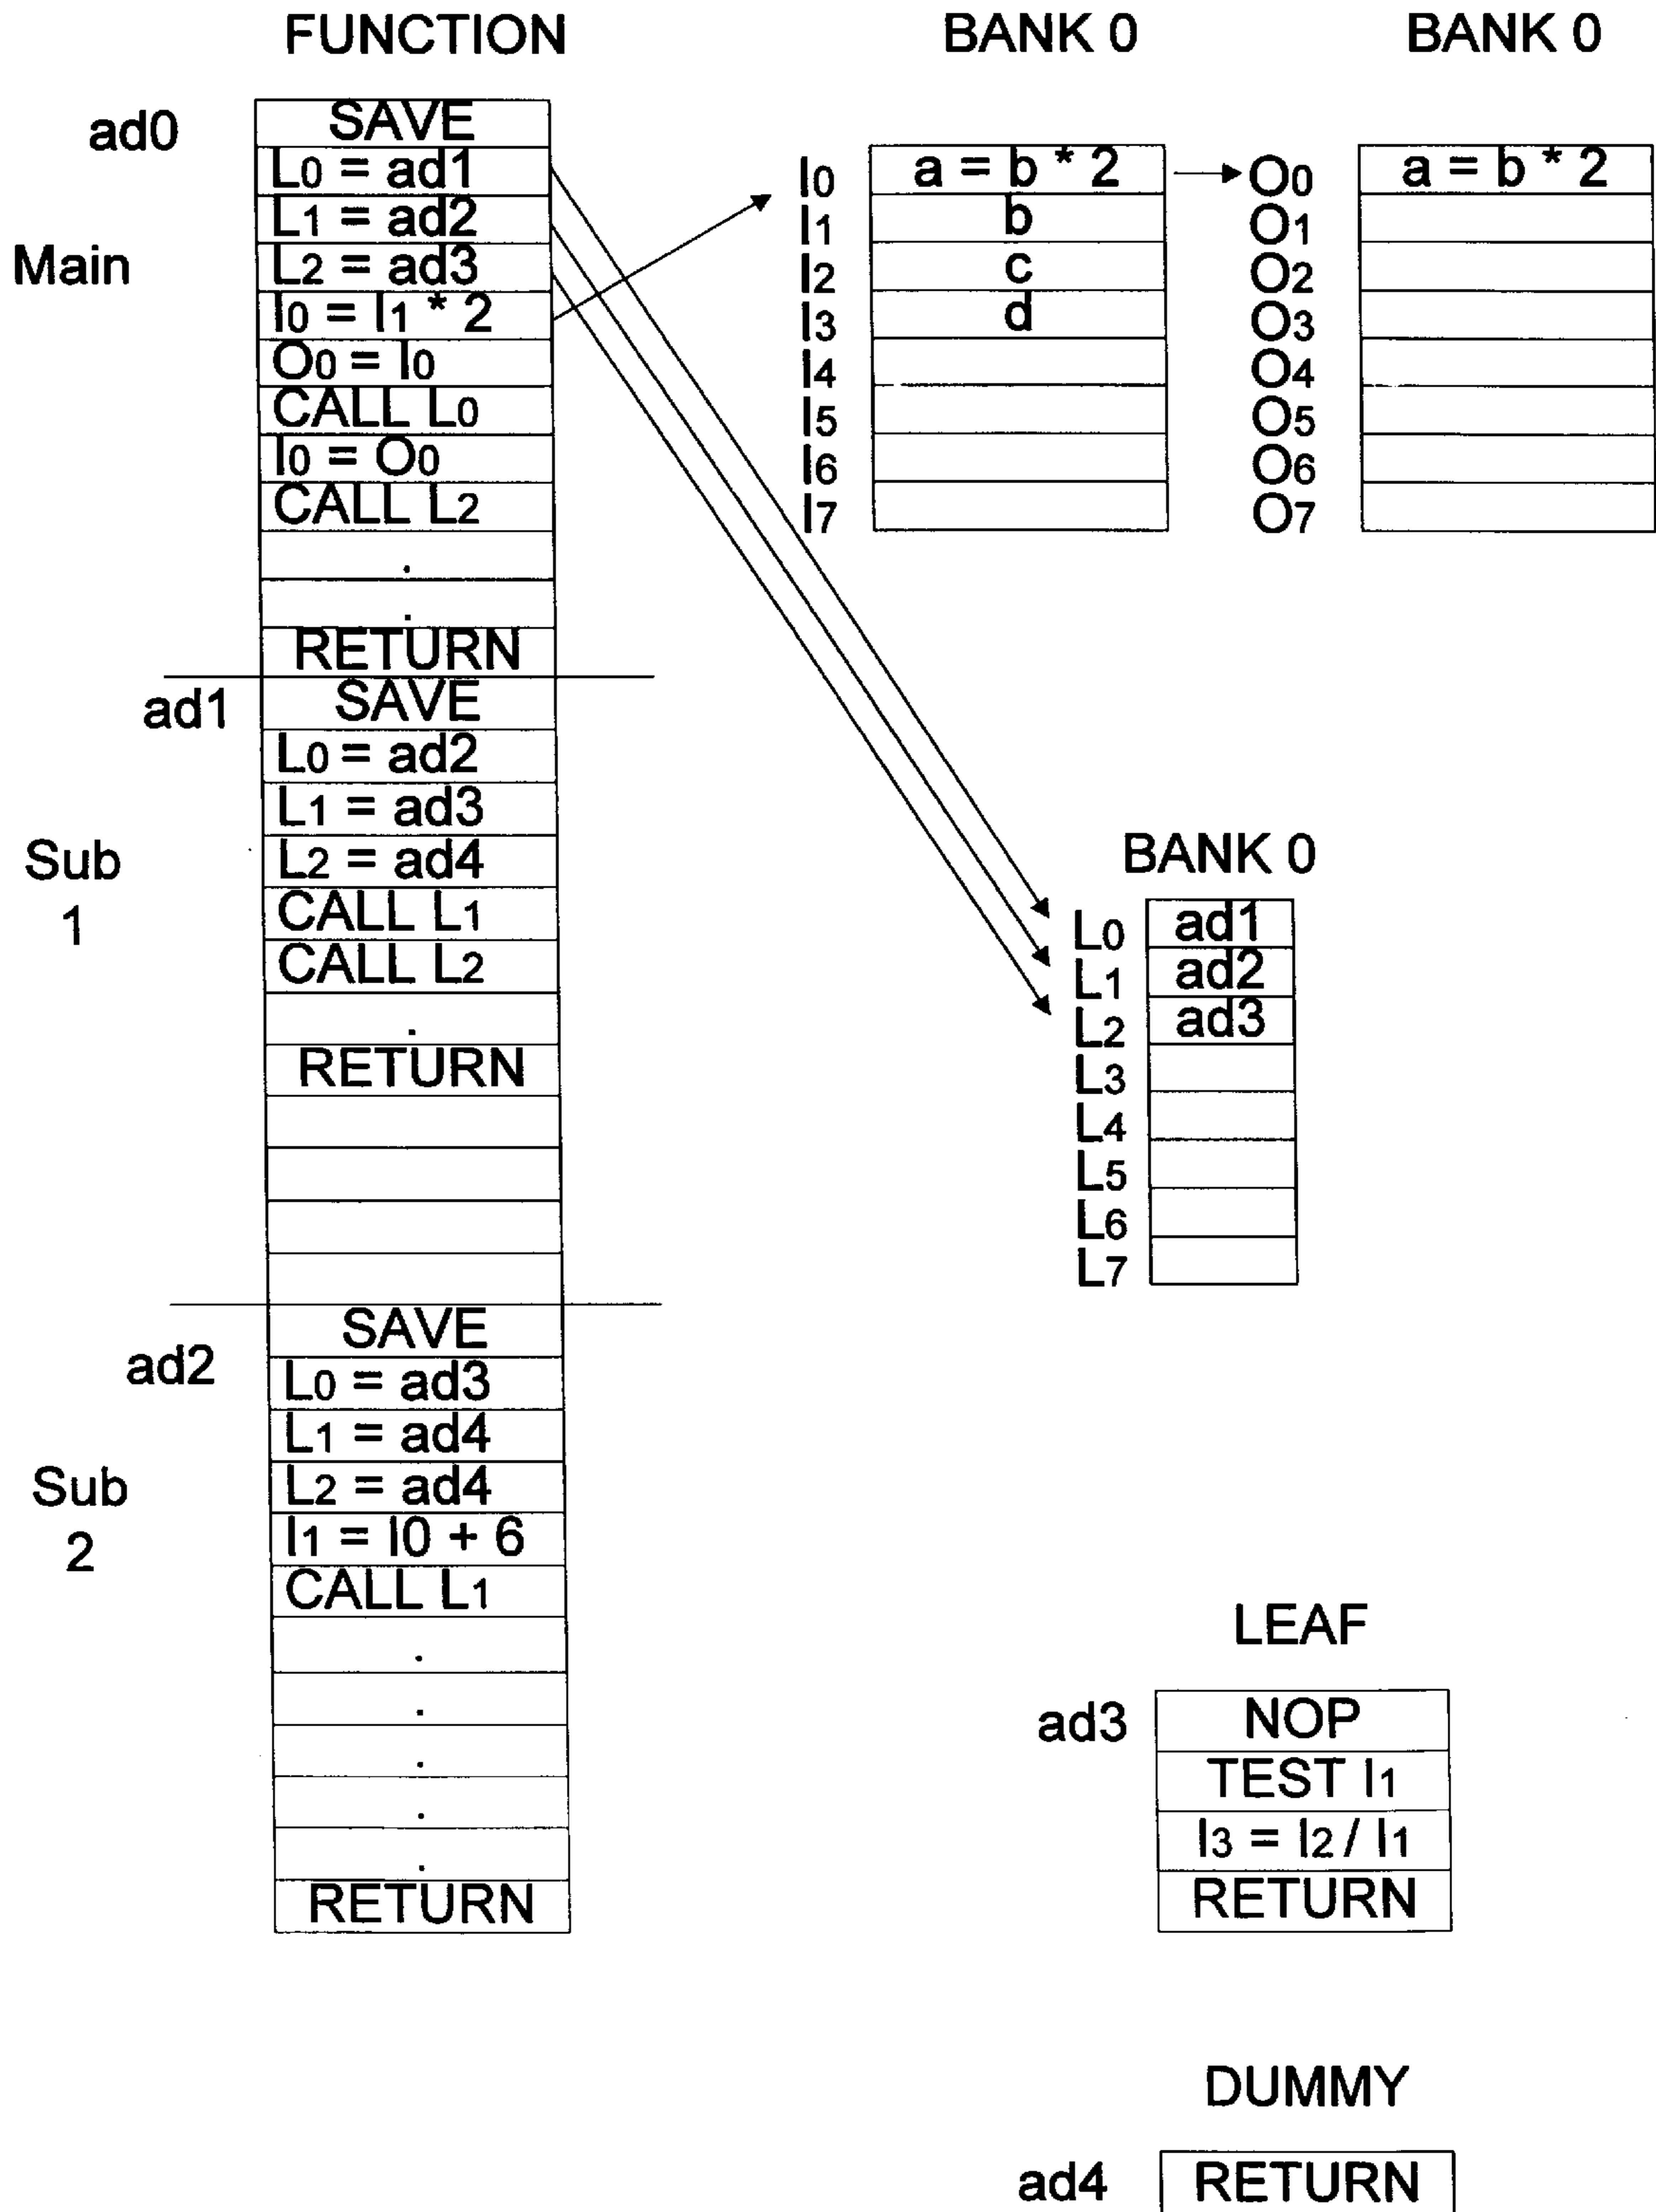 FUNCTION
BANK 0
BANK 0
ad0
Main
SAVE
L0 = ad1
L1 = ad2
L2 = ad3
I0 = I1 * 2
O0 = I0
CALL L0
I0 = O0
CALL L2
.
.
RETURN
I0 a = b * 2
I1 b
I2 c
I3 d
I4
I5
I6
I7
O0 a = b * 2
O1
O2
O3
O4
O5
O6
O7
ad1
Sub
1
SAVE
L0 = ad2
L1 = ad3
L2 = ad4
CALL L1
CALL L2
.
RETURN
BANK 0
L0 ad1
L1 ad2
L2 ad3
L3
L4
L5
L6
L7
ad2
Sub
2
SAVE
L0 = ad3
L1 = ad4
L2 = ad4
I1 = I0 + 6
CALL L1
.
.
.
.
.
RETURN
LEAF
ad3 NOP
TEST I1
I3 = I2 / I1
RETURN
DUMMY
ad4 RETURN